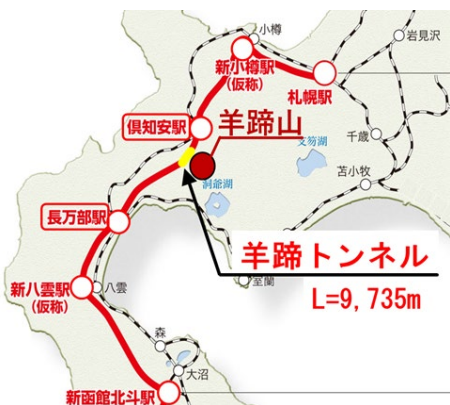 小樽
岩見沢
新小樽駅
(仮称)
札幌駅
倶知安駅
羊蹄山
支笏湖
千歳
苫小牧
洞爺湖
長万部駅
羊蹄トンネル
L=9,735m
室蘭
新八雲駅
(仮称)
八雲
森
大沼
新函館北斗駅